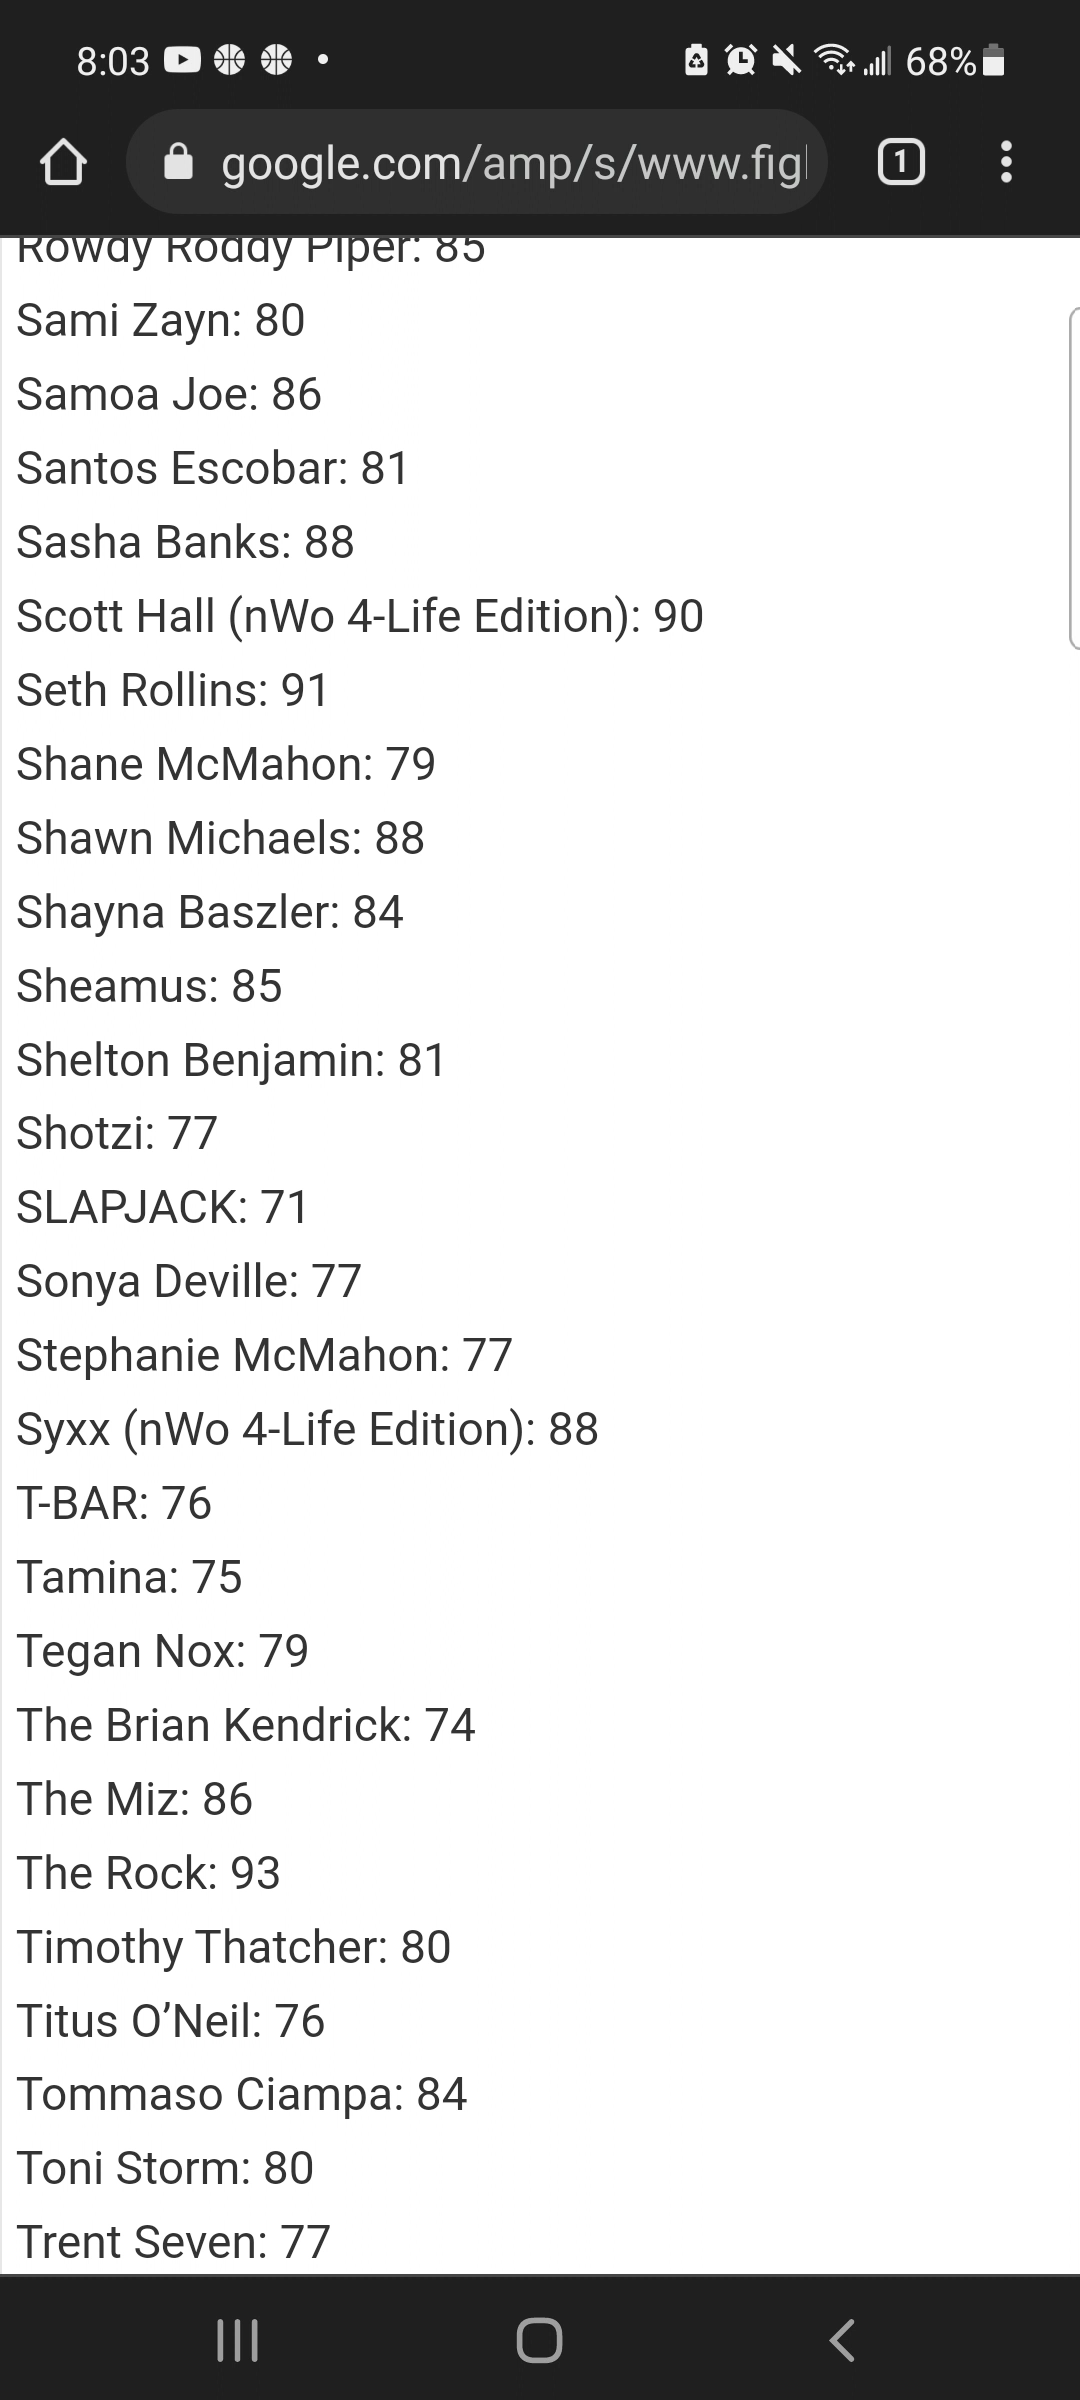 8:03 68%
google.com/amp/s/www.fig
1
Rowdy Roddy Piper: 85
Sami Zayn: 80
Samoa Joe: 86
Santos Escobar: 81
Sasha Banks: 88
Scott Hall (nWo 4-Life Edition): 90
Seth Rollins: 91
Shane McMahon: 79
Shawn Michaels: 88
Shayna Baszler: 84
Sheamus: 85
Shelton Benjamin: 81
Shotzi: 77
SLAPJACK: 71
Sonya Deville: 77
Stephanie McMahon: 77
Syxx (nWo 4-Life Edition): 88
T-BAR: 76
Tamina: 75
Tegan Nox: 79
The Brian Kendrick: 74
The Miz: 86
The Rock: 93
Timothy Thatcher: 80
Titus O’Neil: 76
Tommaso Ciampa: 84
Toni Storm: 80
Trent Seven: 77